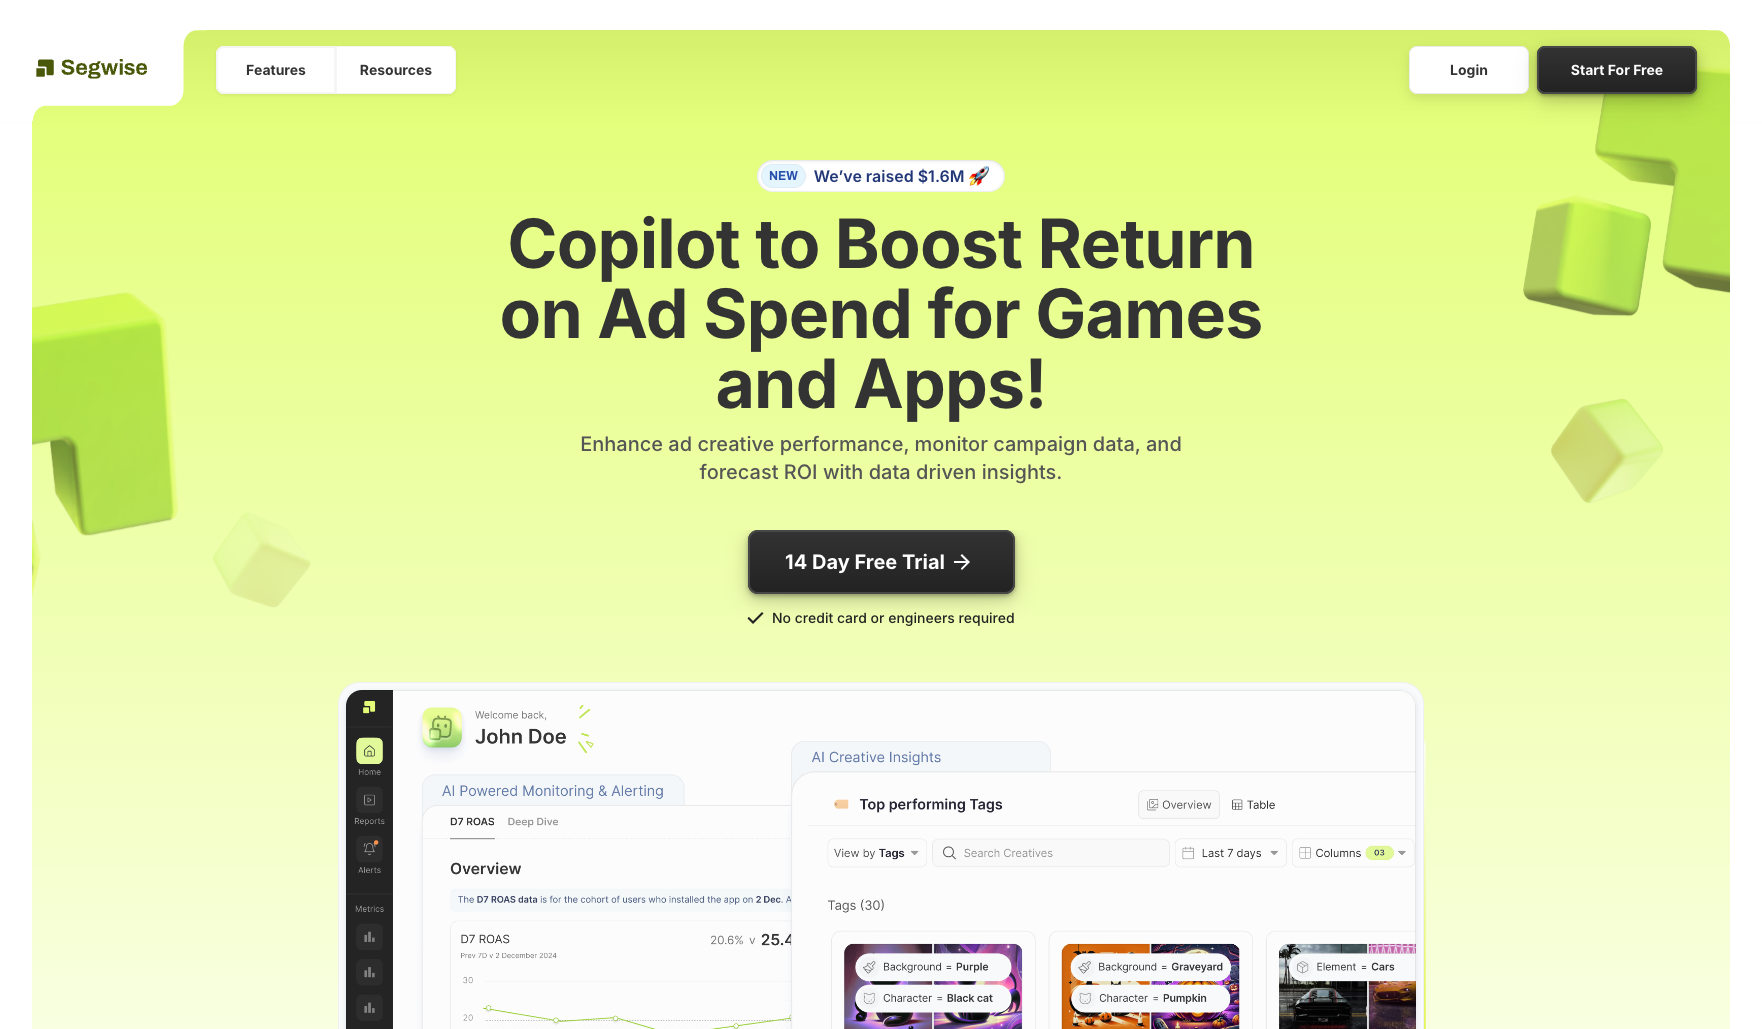 Segwise
Features
Resources
Login
Start For Free
NEW We've raised $1.6M 🚀
Copilot to Boost Return
on Ad Spend for Games
and Apps!
Enhance ad creative performance, monitor campaign data, and
forecast ROI with data driven insights.
14 Day Free Trial →
✓ No credit card or engineers required
Welcome back,
John Doe
Home
Reports
Alerts
Metrics
AI Powered Monitoring & Alerting
D7 ROAS
Deep Dive
Overview
The D7 ROAS data is for the cohort of users who installed the app on 2 Dec. A
D7 ROAS
20.6% v 25.4
Prev 7D v 2 December 2024
30
20
AI Creative Insights
Top performing Tags
Overview
Table
View by Tags
Search Creatives
Last 7 days
Columns 03
Tags (30)
Background = Purple
Character = Black cat
Background = Graveyard
Character = Pumpkin
Element = Cars